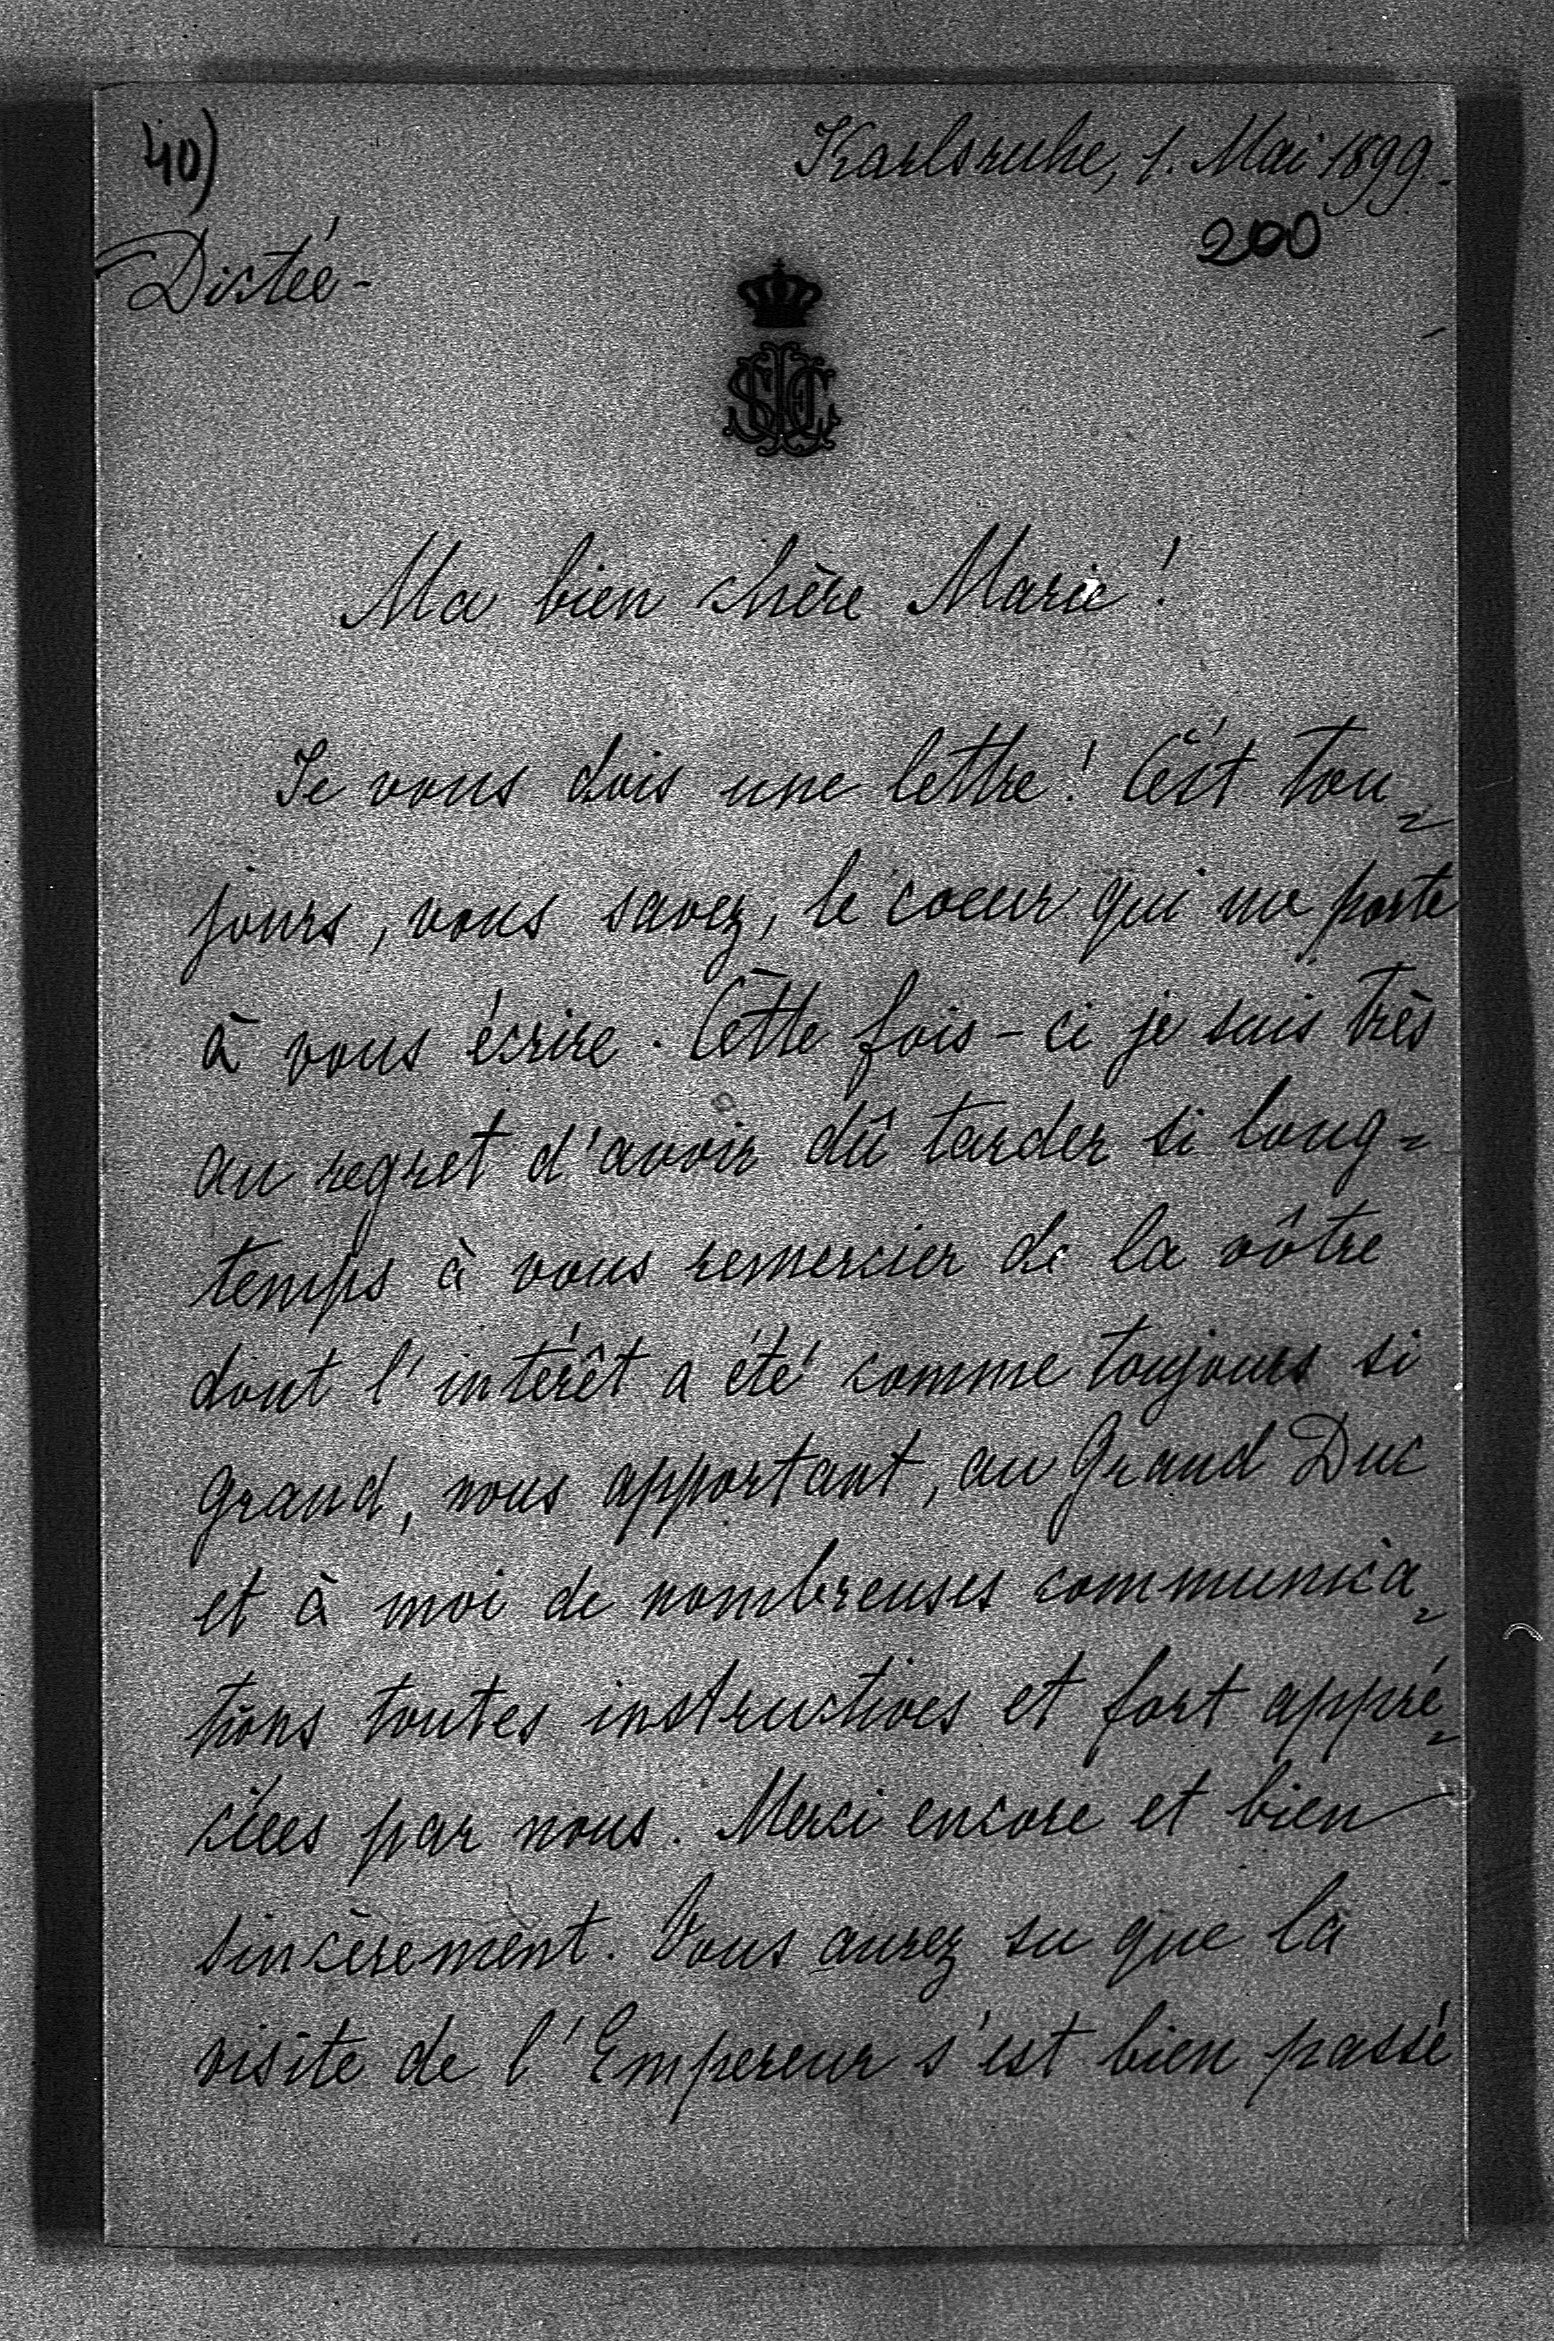 40)
Karlsruhe, 1. Mai 1899.
200
Dictée -
Ma bien chère Marie !
Je vous dois une lettre ! C'est tou=
jours, vous savez, le coeur qui me porte
à vous écrire. Cette fois-ci je suis très
au regret d'avoir dû tarder si long=
temps à vous remercier de la vôtre
dont l'intérêt a été comme toujours si
grand, nous apportant, au Grand Duc
et à moi de nombreuses communica=
tions toutes instructives et fort appré=
ciées par nous. Merci encore et bien
sincèrement. Vous aurez su que la
visite de l'Empereur s'est bien passé